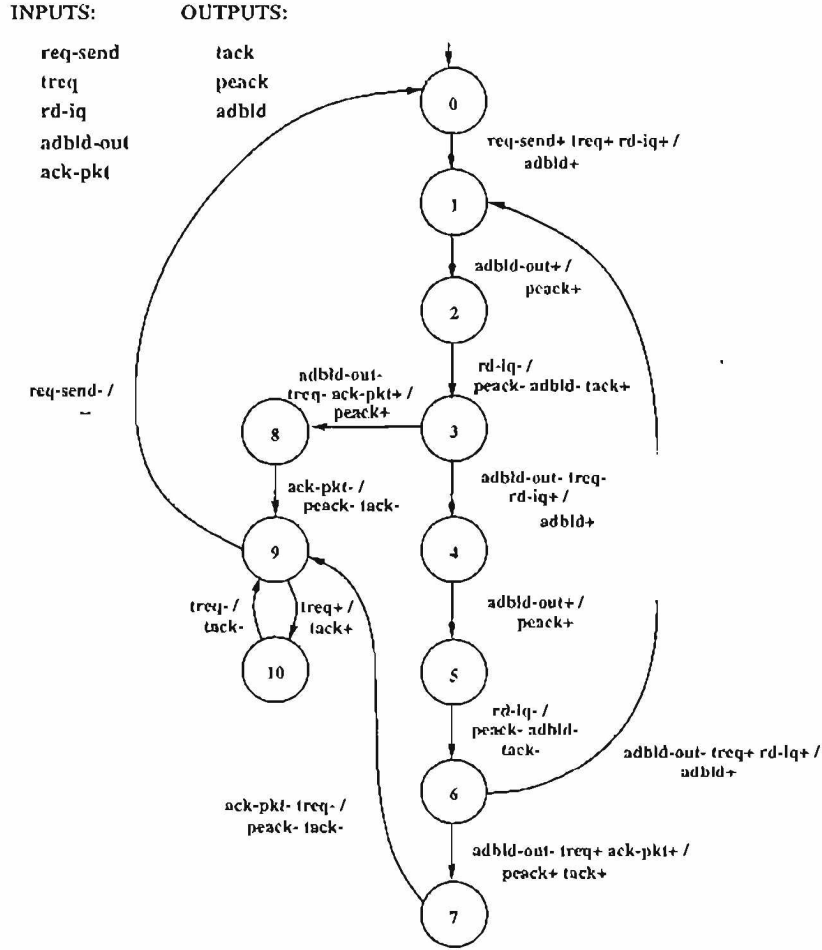 INPUTS: OUTPUTS:
req-send tack
treq peack
rd-iq adbld
adbld-out
ack-pkt
0
req-send+ treq+ rd-iq+ /
adbld+
1
adbld-out+ /
peack+
2
rd-iq- /
peack- adbld- tack+
adbld-out-
treq- ack-pkt+ /
peack+
req-send- /
–
8
3
ack-pkt- /
peack- tack-
adbld-out- treq-
rd-iq+ /
adbld+
9
4
treq- /
tack-
treq+ /
tack+
adbld-out+ /
peack+
10
5
rd-iq- /
peack- adbld-
tack-
adbld-out- treq+ rd-iq+ /
adbld+
6
ack-pkt- treq- /
peack- tack-
adbld-out- treq+ ack-pkt+ /
peack+ tack+
7